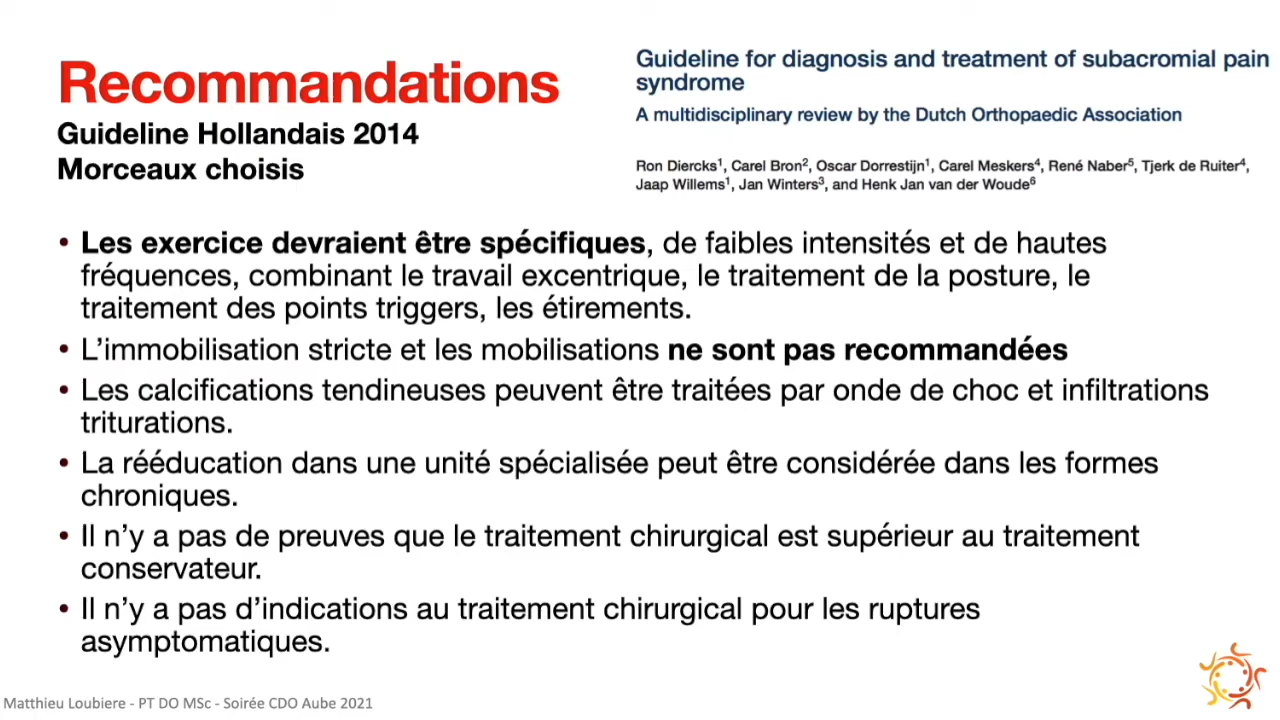 Recommandations
Guideline Hollandais 2014
Morceaux choisis
Guideline for diagnosis and treatment of subacromial pain
syndrome
A multidisciplinary review by the Dutch Orthopaedic Association
Ron Diercks¹, Carel Bron², Oscar Dorrestijn¹, Carel Meskers⁴, René Naber⁵, Tjerk de Ruiter⁴,
Jaap Willems¹, Jan Winters³, and Henk Jan van der Woude⁶
• Les exercice devraient être spécifiques, de faibles intensités et de hautes
fréquences, combinant le travail excentrique, le traitement de la posture, le
traitement des points triggers, les étirements.
• L’immobilisation stricte et les mobilisations ne sont pas recommandées
• Les calcifications tendineuses peuvent être traitées par onde de choc et infiltrations
triturations.
• La rééducation dans une unité spécialisée peut être considérée dans les formes
chroniques.
• Il n’y a pas de preuves que le traitement chirurgical est supérieur au traitement
conservateur.
• Il n’y a pas d’indications au traitement chirurgical pour les ruptures
asymptomatiques.
Matthieu Loubiere - PT DO MSc - Soirée CDO Aube 2021